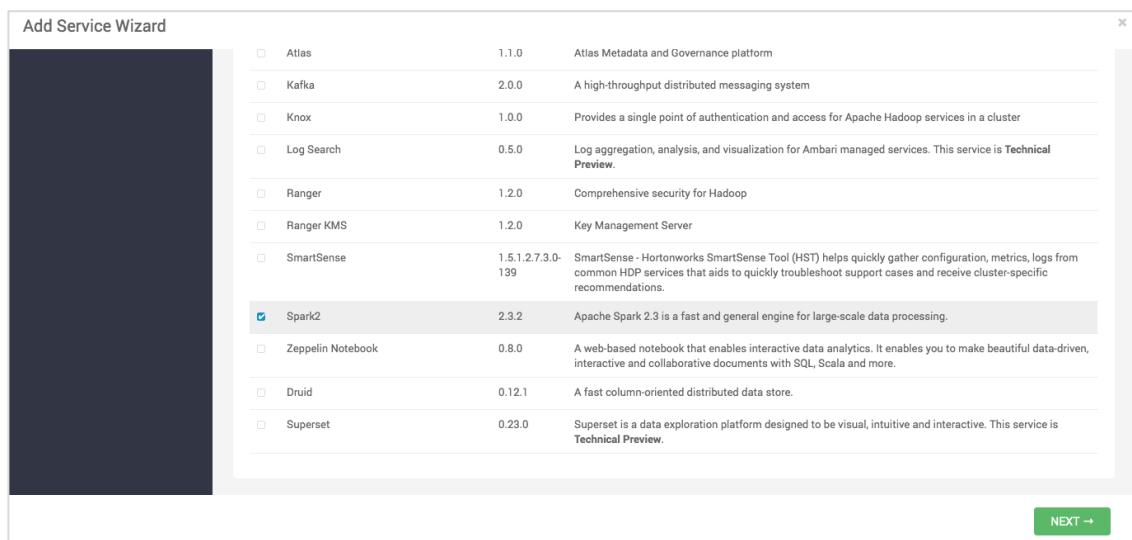 Add Service Wizard
×
Atlas 1.1.0 Atlas Metadata and Governance platform
Kafka 2.0.0 A high-throughput distributed messaging system
Knox 1.0.0 Provides a single point of authentication and access for Apache Hadoop services in a cluster
Log Search 0.5.0 Log aggregation, analysis, and visualization for Ambari managed services. This service is Technical
Preview.
Ranger 1.2.0 Comprehensive security for Hadoop
Ranger KMS 1.2.0 Key Management Server
SmartSense 1.5.1.2.7.3.0- SmartSense - Hortonworks SmartSense Tool (HST) helps quickly gather configuration, metrics, logs from
139 common HDP services that aids to quickly troubleshoot support cases and receive cluster-specific
recommendations.
Spark2 2.3.2 Apache Spark 2.3 is a fast and general engine for large-scale data processing.
Zeppelin Notebook 0.8.0 A web-based notebook that enables interactive data analytics. It enables you to make beautiful data-driven,
interactive and collaborative documents with SQL, Scala and more.
Druid 0.12.1 A fast column-oriented distributed data store.
Superset 0.23.0 Superset is a data exploration platform designed to be visual, intuitive and interactive. This service is
Technical Preview.
NEXT →